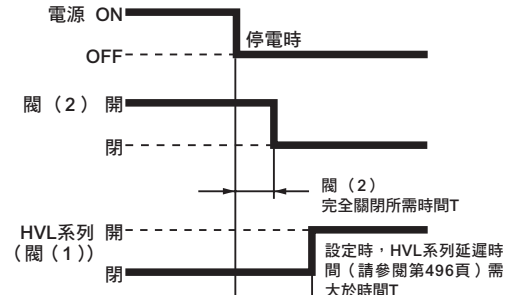 電源 ON
停電時
OFF
閥（2） 開
閉
閥（2）
完全關閉所需時間T
HVL系列 開
（閥（1））
設定時，HVL系列延遲時
間（請參閱第496頁）需
閉
大於時間T